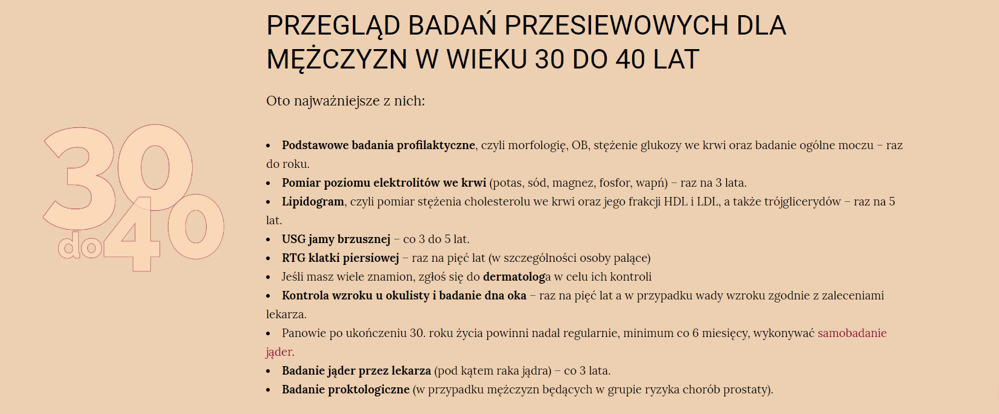 PRZEGLĄD BADAŃ PRZESIEWOWYCH DLA
MĘŻCZYZN W WIEKU 30 DO 40 LAT
Oto najważniejsze z nich:
30
do 40
• Podstawowe badania profilaktyczne, czyli morfologię, OB, stężenie glukozy we krwi oraz badanie ogólne moczu – raz
do roku.
• Pomiar poziomu elektrolitów we krwi (potas, sód, magnez, fosfor, wapń) – raz na 3 lata.
• Lipidogram, czyli pomiar stężenia cholesterolu we krwi oraz jego frakcji HDL i LDL, a także trójglicerydów – raz na 5
lat.
• USG jamy brzusznej – co 3 do 5 lat.
• RTG klatki piersiowej – raz na pięć lat (w szczególności osoby palące)
• Jeśli masz wiele znamion, zgłoś się do dermatologa w celu ich kontroli
• Kontrola wzroku u okulisty i badanie dna oka – raz na pięć lat a w przypadku wady wzroku zgodnie z zaleceniami
lekarza.
• Panowie po ukończeniu 30. roku życia powinni nadal regularnie, minimum co 6 miesięcy, wykonywać samobadanie
jąder.
• Badanie jąder przez lekarza (pod kątem raka jądra) – co 3 lata.
• Badanie proktologiczne (w przypadku mężczyzn będących w grupie ryzyka chorób prostaty).